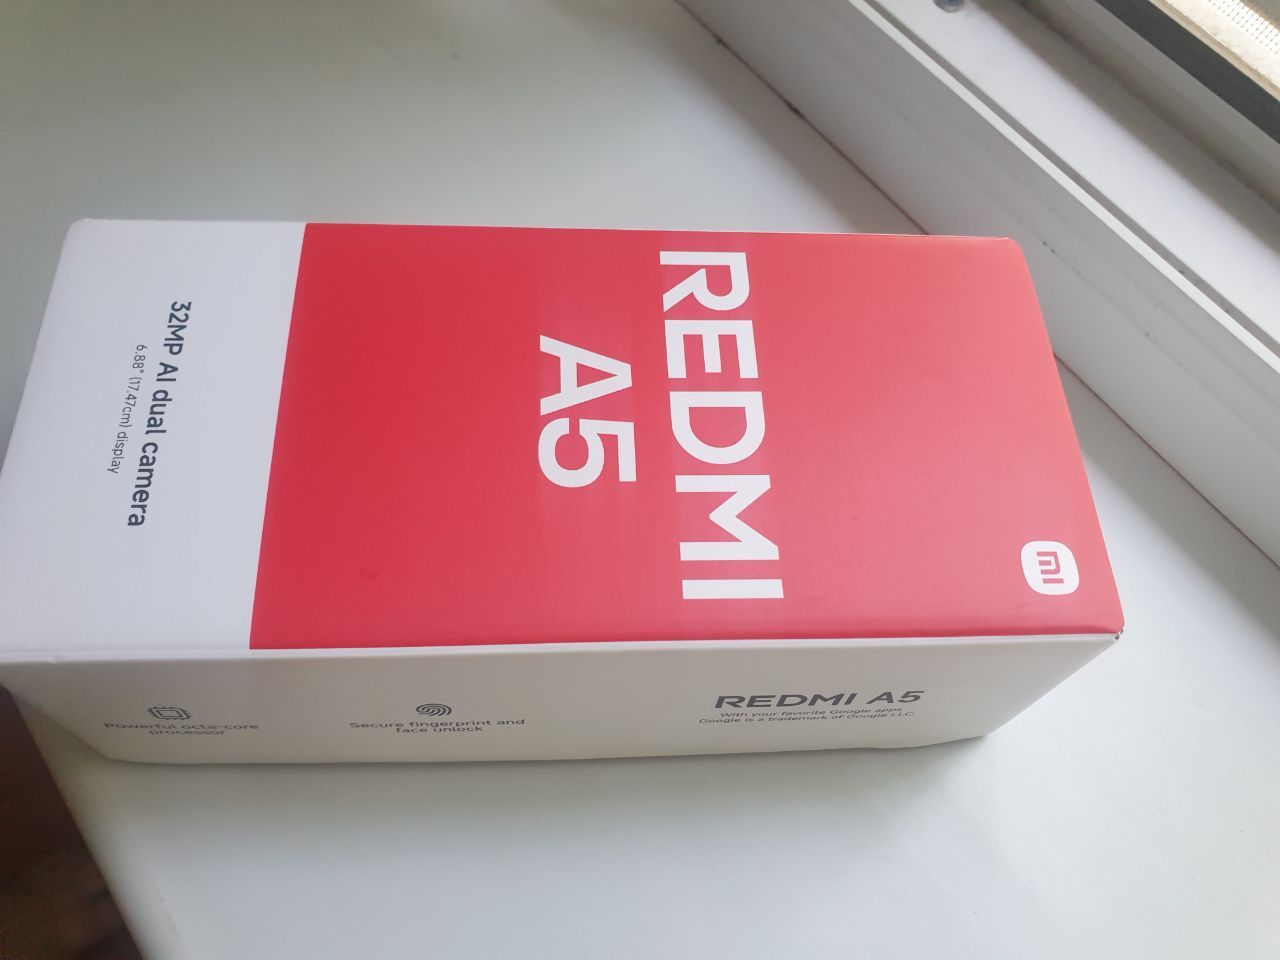 REDMI
A5
32MP AI dual camera
6.88" (17.47cm) display
REDMI A5
With your favorite Google apps
Google is a trademark of Google LLC.
Secure fingerprint and
face unlock
Powerful octa-core
processor